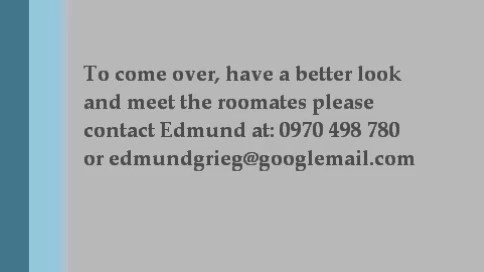 To come over, have a better look
and meet the roomates please
contact Edmund at: 0970 498 780
or edmundgrieg@googlemail.com